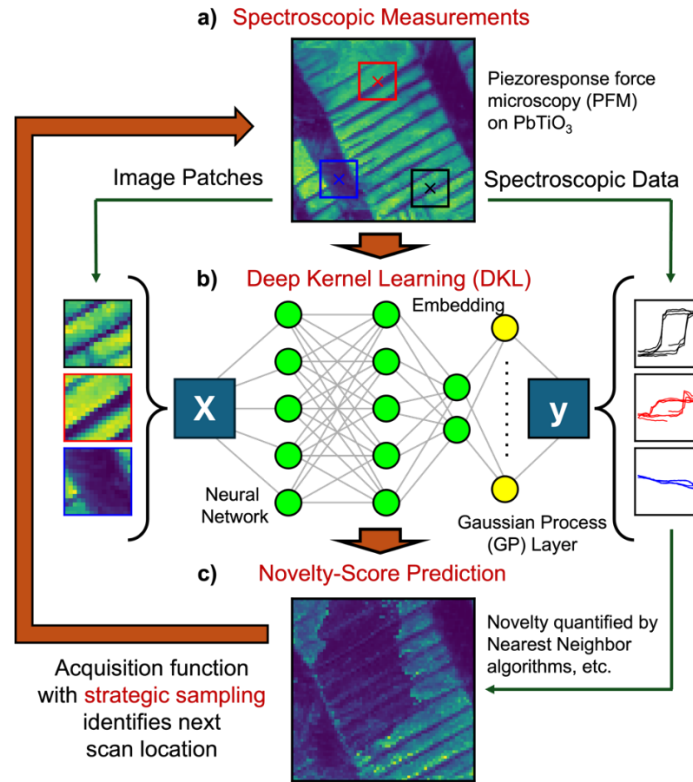 a) Spectroscopic Measurements
Piezoresponse force
microscopy (PFM)
on PbTiO₃
Image Patches
Spectroscopic Data
b) Deep Kernel Learning (DKL)
Embedding
X
y
Neural
Network
Gaussian Process
(GP) Layer
c) Novelty-Score Prediction
Novelty quantified by
Nearest Neighbor
algorithms, etc.
Acquisition function
with strategic sampling
identifies next
scan location